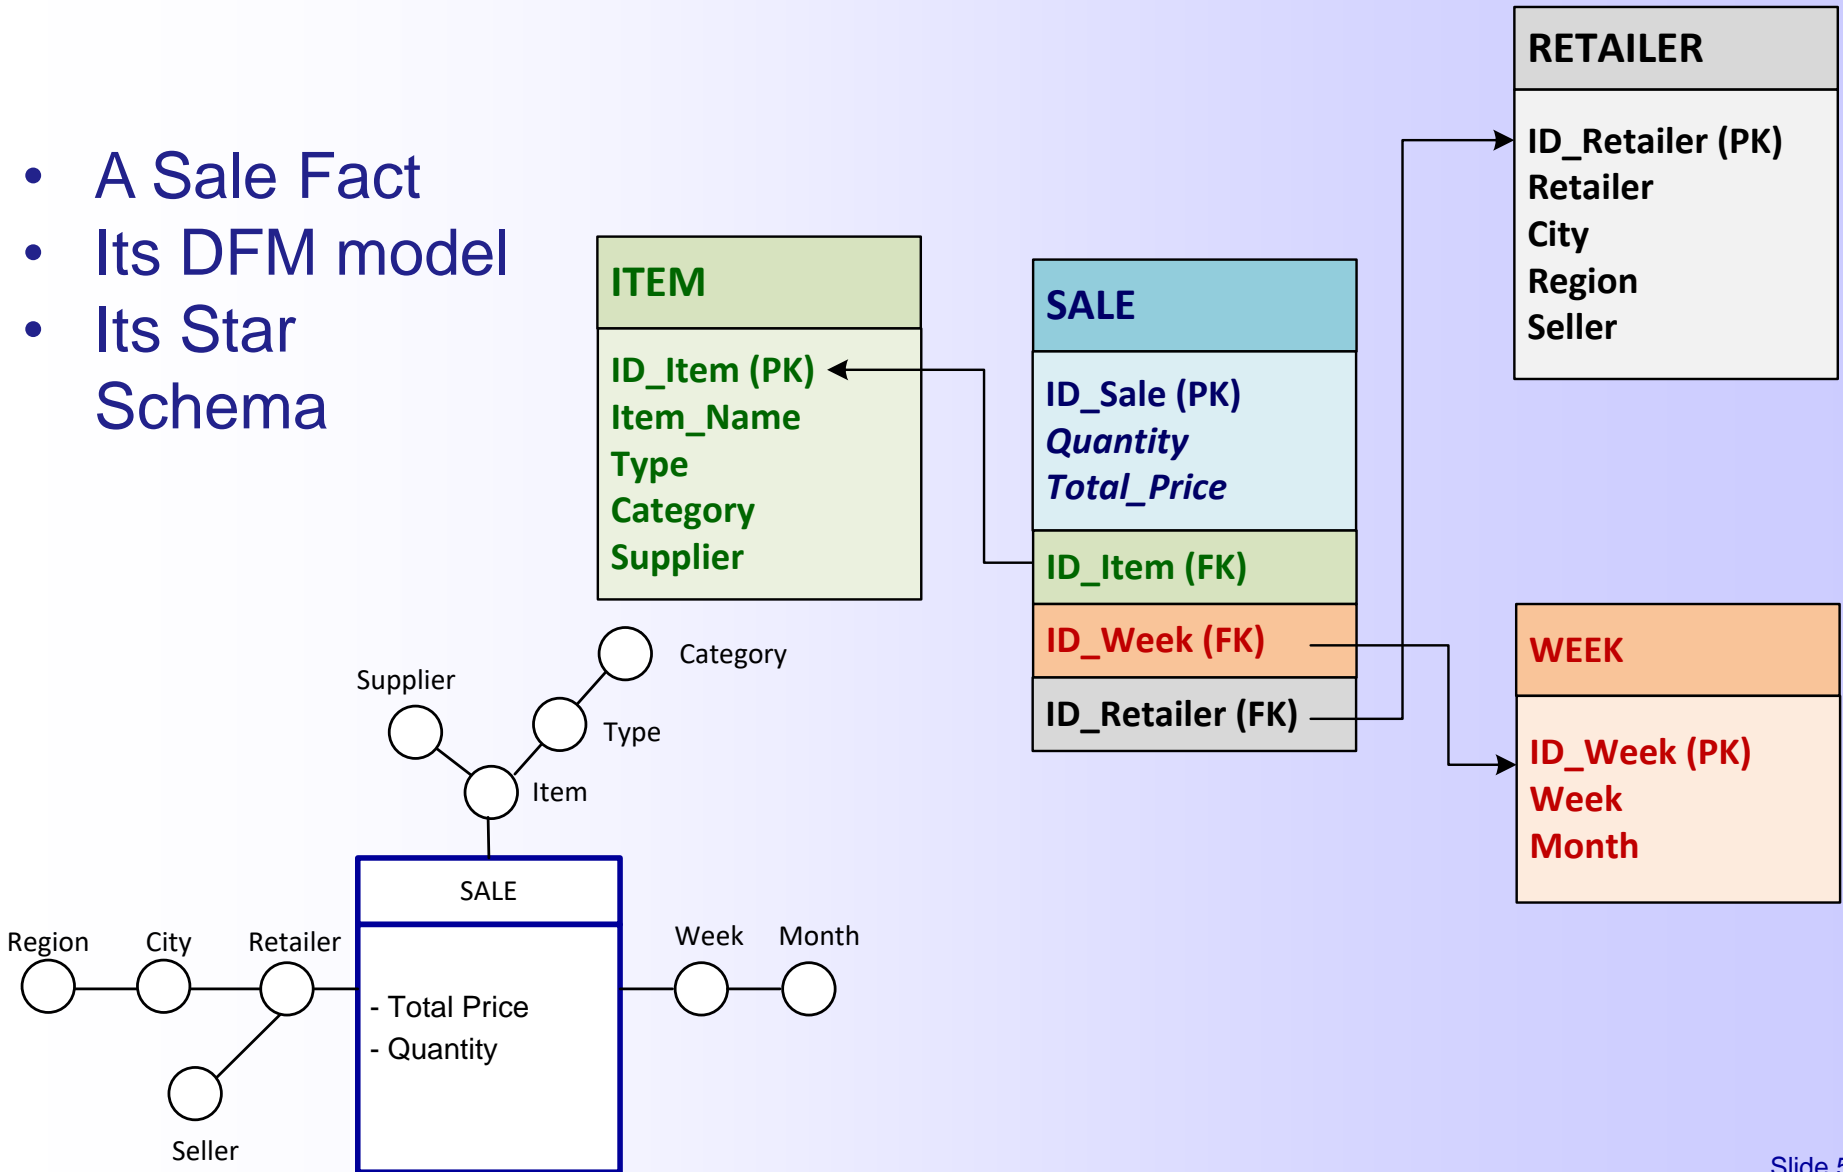 • A Sale Fact
• Its DFM model
• Its Star
Schema
ITEM
ID_Item (PK)
Item_Name
Type
Category
Supplier
SALE
ID_Sale (PK)
Quantity
Total_Price
ID_Item (FK)
ID_Week (FK)
ID_Retailer (FK)
RETAILER
ID_Retailer (PK)
Retailer
City
Region
Seller
WEEK
ID_Week (PK)
Week
Month
Category
Supplier
Type
Item
SALE
- Total Price
- Quantity
Region
City
Retailer
Seller
Week
Month
Slide 5